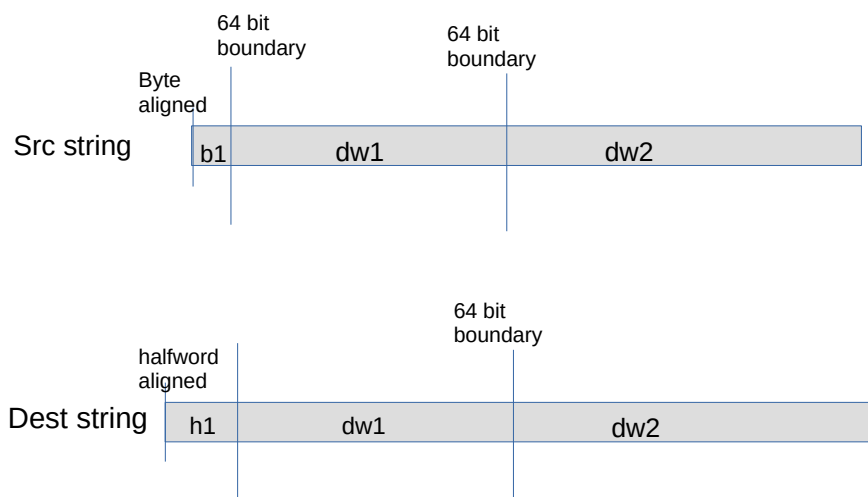 64 bit
boundary
64 bit
boundary
Byte
aligned
Src string
b1
dw1
dw2
64 bit
boundary
halfword
aligned
Dest string
h1
dw1
dw2